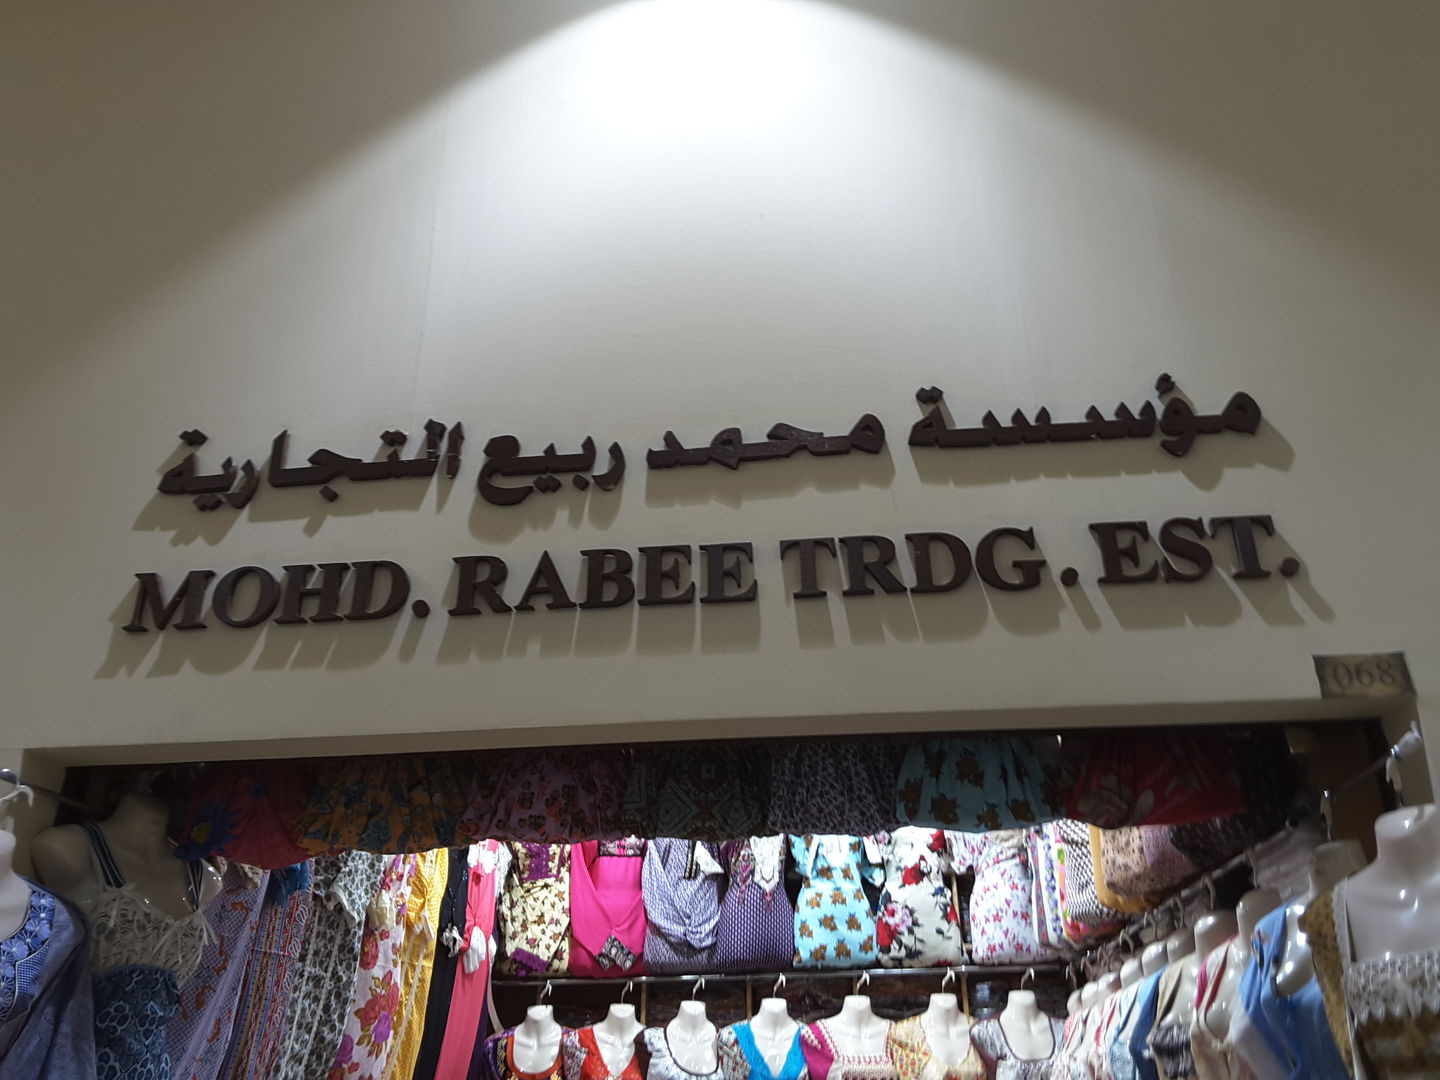 مؤسسة محمد ربيع التجارية
MOHD. RABEE TRDG. EST.
068